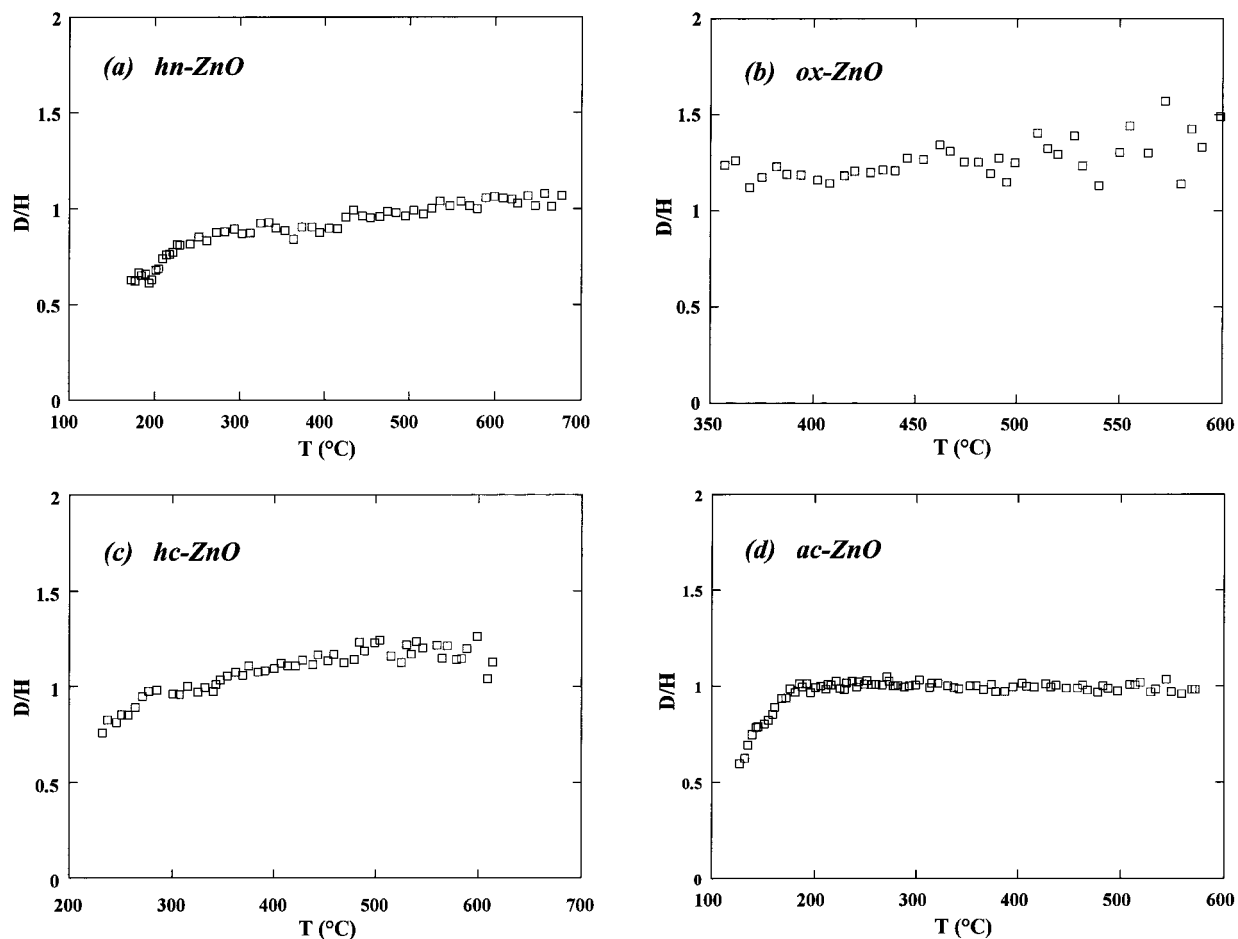 2
(a) hn-ZnO
1.5
D/H
1
0.5
0
100 200 300 400 500 600 700
T (°C)
2
(b) ox-ZnO
1.5
D/H
1
0.5
0
350 400 450 500 550 600
T (°C)
2
(c) hc-ZnO
1.5
D/H
1
0.5
0
200 300 400 500 600 700
T (°C)
2
(d) ac-ZnO
1.5
D/H
1
0.5
0
100 200 300 400 500 600
T (°C)